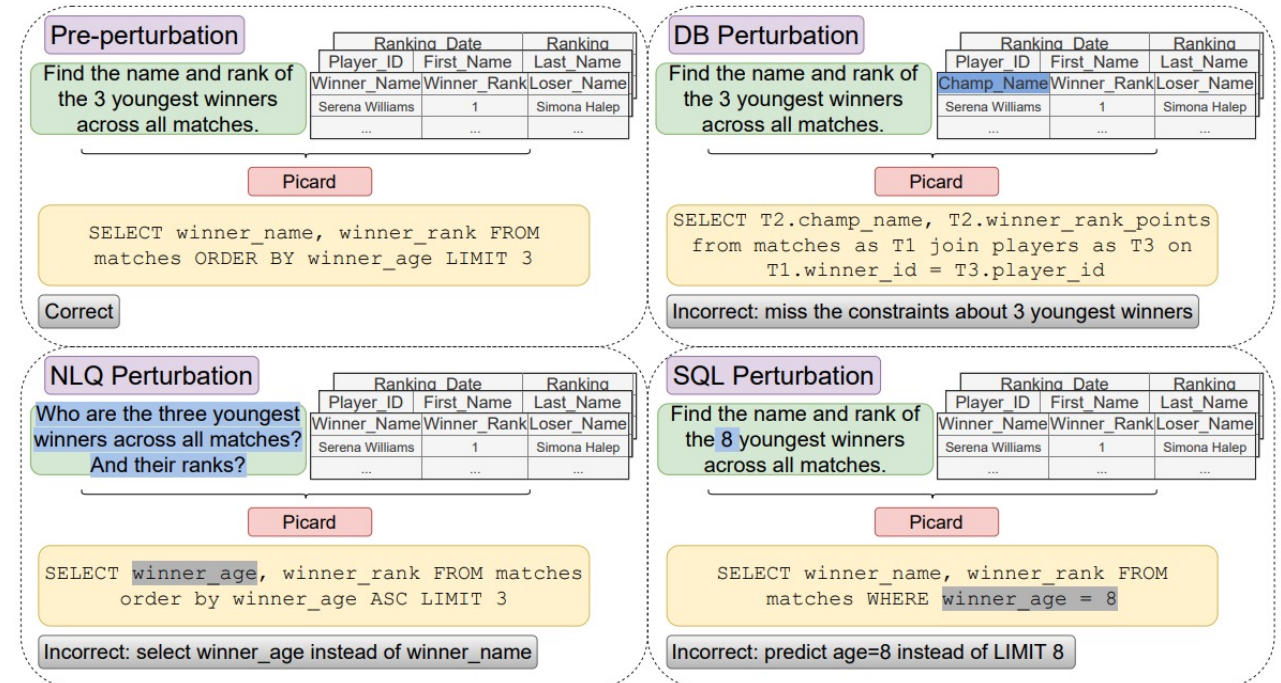 Pre-perturbation
Find the name and rank of
the 3 youngest winners
across all matches.
Ranking_Date Ranking
Player_ID First_Name Last_Name
Winner_Name Winner_Rank Loser_Name
Serena Williams 1 Simona Halep
... ... ...
Picard
SELECT winner_name, winner_rank FROM
matches ORDER BY winner_age LIMIT 3
Correct
DB Perturbation
Find the name and rank of
the 3 youngest winners
across all matches.
Ranking_Date Ranking
Player_ID First_Name Last_Name
Champ_Name Winner_Rank Loser_Name
Serena Williams 1 Simona Halep
... ... ...
Picard
SELECT T2.champ_name, T2.winner_rank_points
from matches as T1 join players as T3 on
T1.winner_id = T3.player_id
Incorrect: miss the constraints about 3 youngest winners
NLQ Perturbation
Who are the three youngest
winners across all matches?
And their ranks?
Ranking_Date Ranking
Player_ID First_Name Last_Name
Winner_Name Winner_Rank Loser_Name
Serena Williams 1 Simona Halep
... ... ...
Picard
SELECT winner_age, winner_rank FROM matches
order by winner_age ASC LIMIT 3
Incorrect: select winner_age instead of winner_name
SQL Perturbation
Find the name and rank of
the 8 youngest winners
across all matches.
Ranking_Date Ranking
Player_ID First_Name Last_Name
Winner_Name Winner_Rank Loser_Name
Serena Williams 1 Simona Halep
... ... ...
Picard
SELECT winner_name, winner_rank FROM
matches WHERE winner_age = 8
Incorrect: predict age=8 instead of LIMIT 8